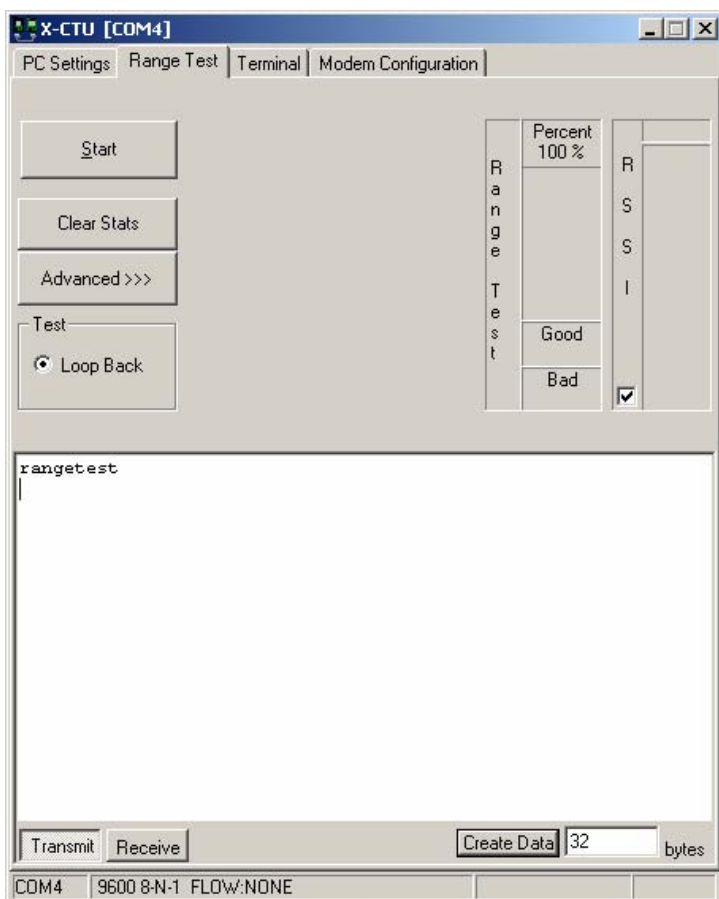 X-CTU [COM4]
PC Settings Range Test Terminal Modem Configuration
Start
Clear Stats
Advanced >>>
Test
Loop Back
Range Test
Percent
100 %
Good
Bad
RSSI
rangetest
Transmit Receive Create Data 32 bytes
COM4 9600 8-N-1 FLOW:NONE